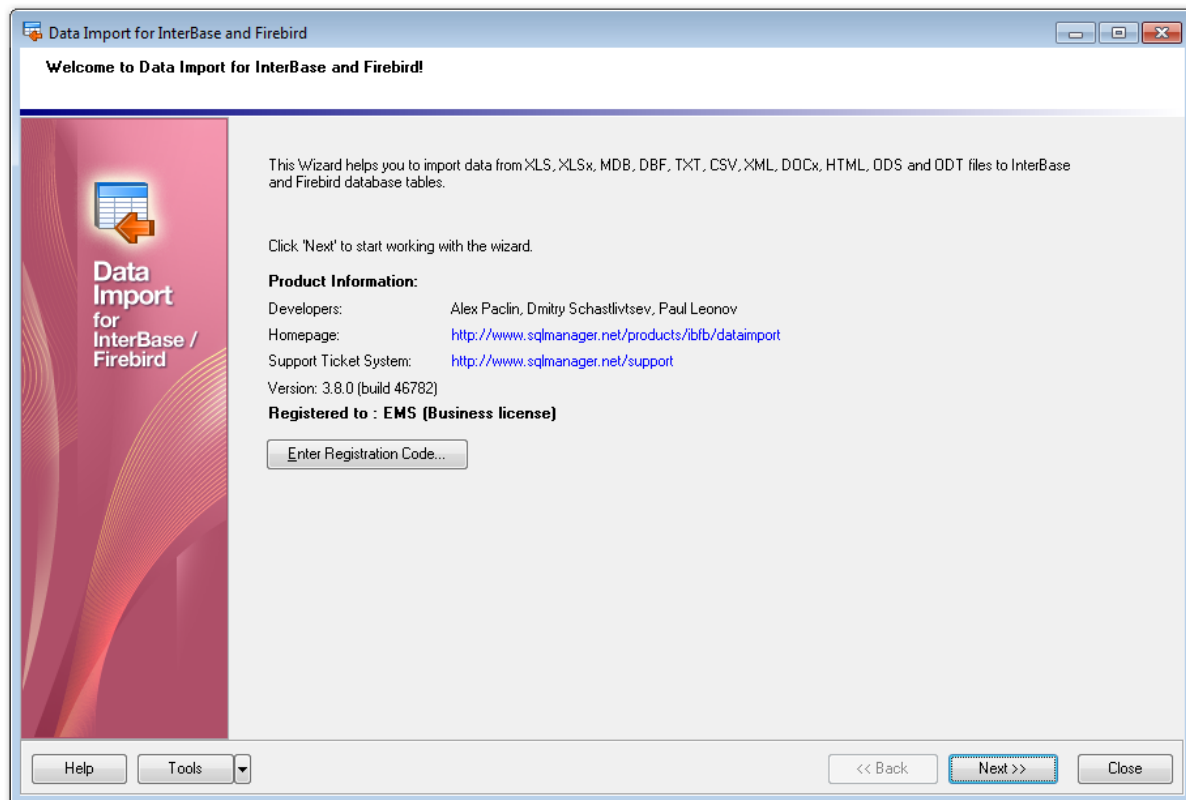 Data Import for InterBase and Firebird
Welcome to Data Import for InterBase and Firebird!
Data
Import
for
InterBase /
Firebird
This Wizard helps you to import data from XLS, XLSx, MDB, DBF, TXT, CSV, XML, DOCx, HTML, ODS and ODT files to InterBase
and Firebird database tables.
Click 'Next' to start working with the wizard.
Product Information:
Developers: Alex Paclin, Dmitry Schastlivtsev, Paul Leonov
Homepage: http://www.sqlmanager.net/products/ibfb/dataimport
Support Ticket System: http://www.sqlmanager.net/support
Version: 3.8.0 (build 46782)
Registered to : EMS (Business license)
Enter Registration Code...
Help Tools << Back Next >> Close